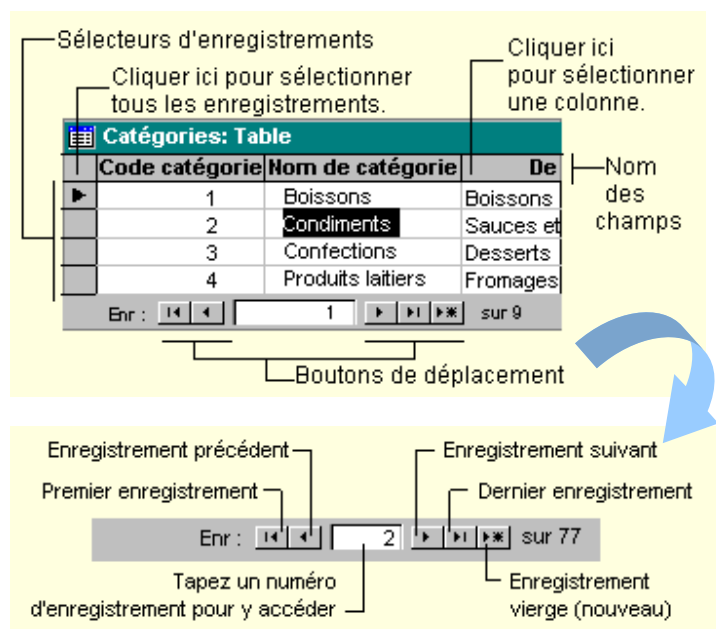 Sélecteurs d'enregistrements
Cliquer ici pour sélectionner
tous les enregistrements.
Cliquer ici
pour sélectionner
une colonne.
Catégories: Table
Code catégorie Nom de catégorie De
Nom
des
champs
1 Boissons Boissons
2 Condiments Sauces et
3 Confections Desserts
4 Produits laitiers Fromages
Enr : 1 sur 9
Boutons de déplacement
Enregistrement précédent
Enregistrement suivant
Premier enregistrement
Dernier enregistrement
Enr : 2 sur 77
Tapez un numéro
d'enregistrement pour y accéder
Enregistrement
vierge (nouveau)